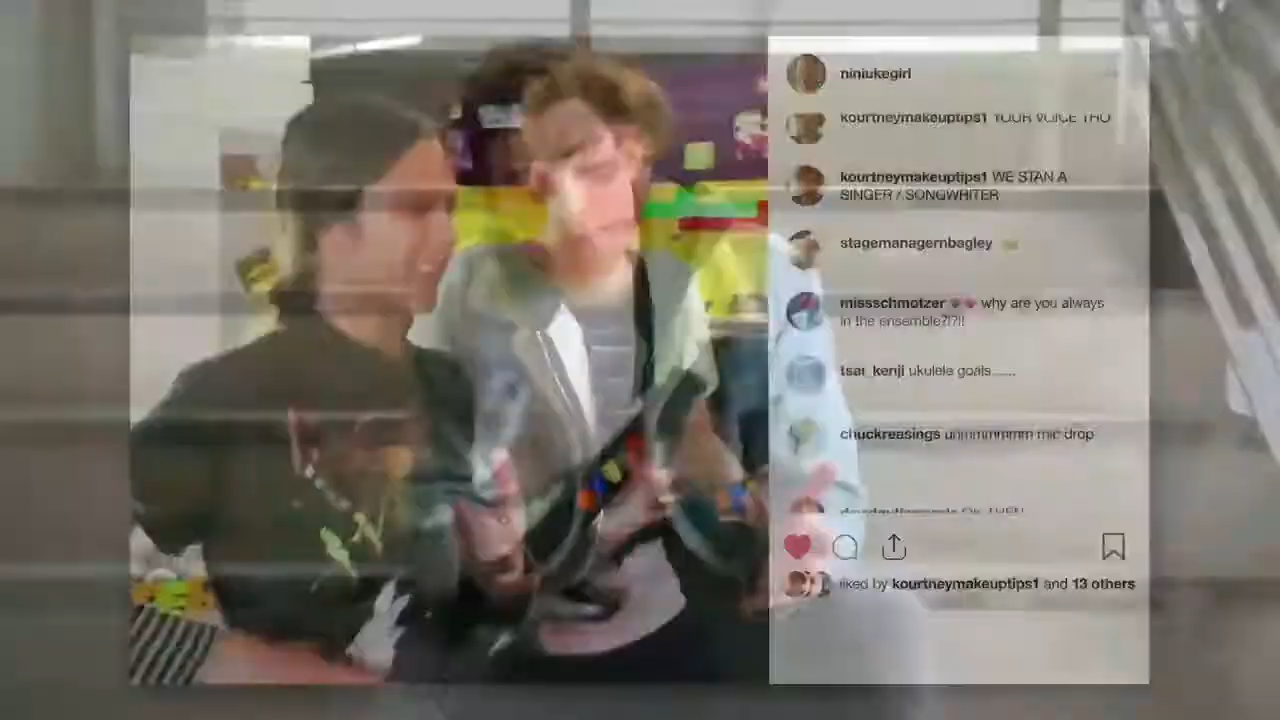 niniukegirl
kourtneymakeuptips1 YOUR VOICE THO
kourtneymakeuptips1 WE STAN A
SINGER / SONGWRITER
stagemanagernbagley
missschmotzer 💗💗 why are you always
in the ensemble?!?!!
tsai_kenji ukulele goals......
chuckreasings ummmmmmm mic drop
liked by kourtneymakeuptips1 and 13 others